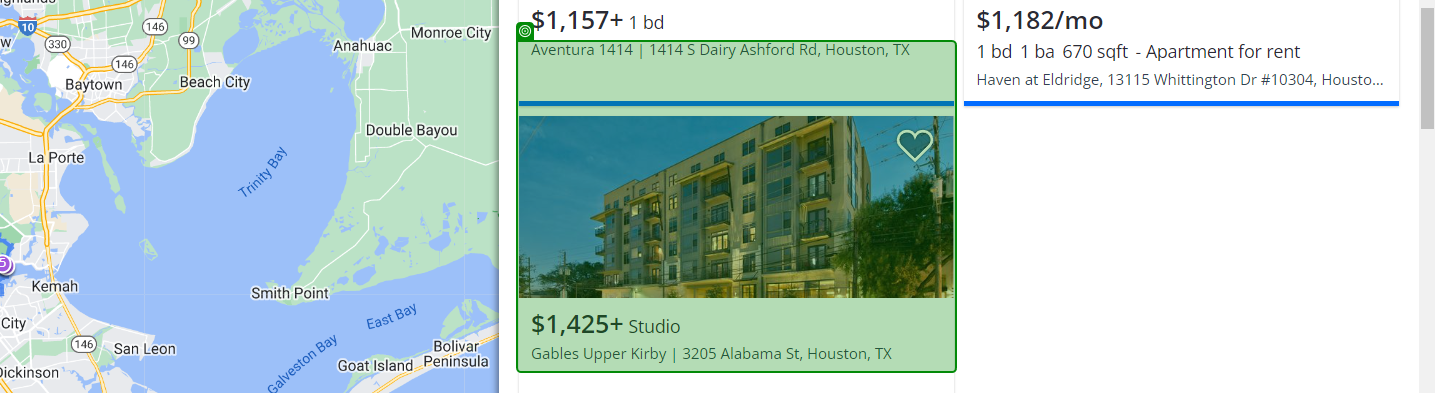 10
146
330
99
146
Monroe City
Anahuac
Baytown
Beach City
Double Bayou
La Porte
Trinity Bay
5
Kemah
Smith Point
East Bay
City
146
San Leon
Galveston Bay
Bolivar
Peninsula
Goat Island
Dickinson
$1,157+ 1 bd
Aventura 1414 | 1414 S Dairy Ashford Rd, Houston, TX
$1,425+ Studio
Gables Upper Kirby | 3205 Alabama St, Houston, TX
$1,182/mo
1 bd 1 ba 670 sqft - Apartment for rent
Haven at Eldridge, 13115 Whittington Dr #10304, Housto...